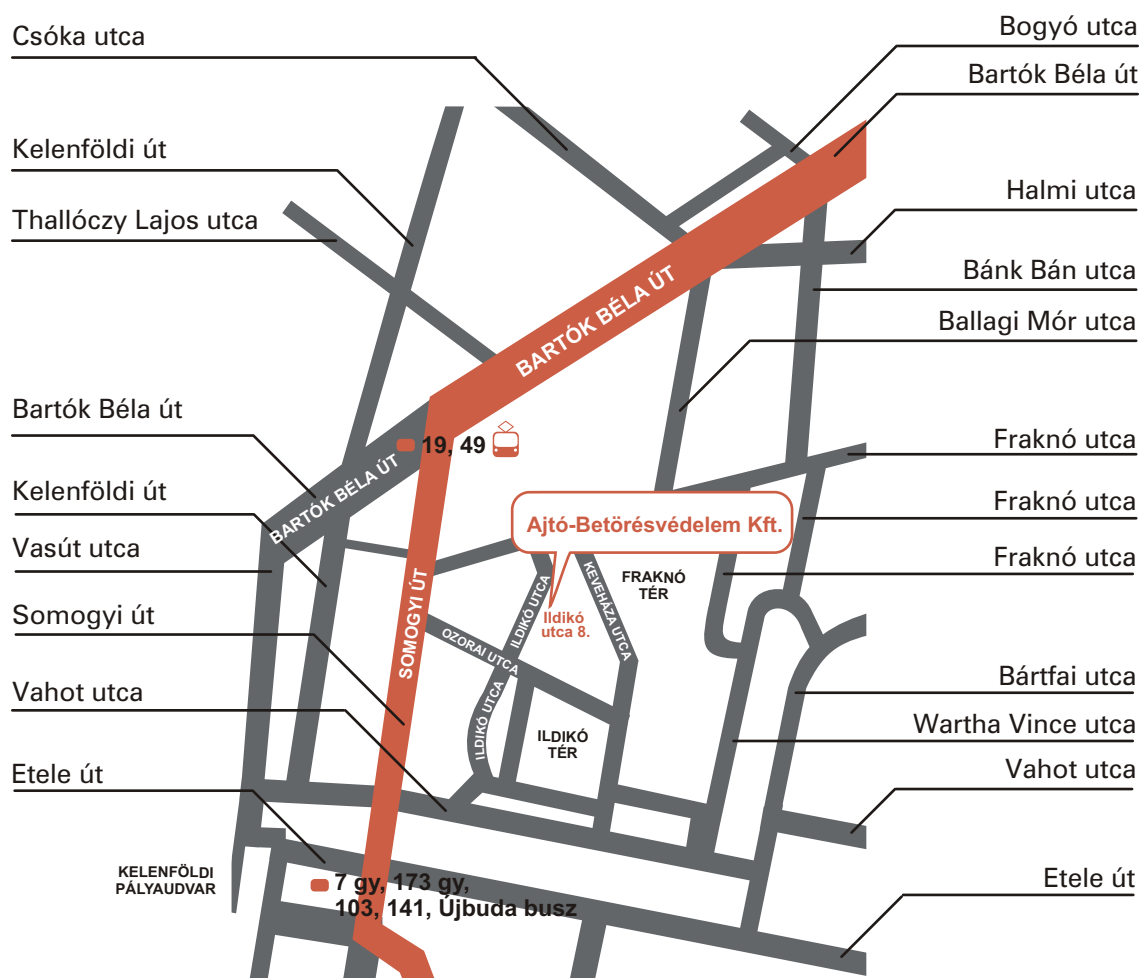 Csóka utca
Kelenföldi út
Thallóczy Lajos utca
Bartók Béla út
Kelenföldi út
Vasút utca
Somogyi út
Vahot utca
Etele út
Bogyó utca
Bartók Béla út
Halmi utca
Bánk Bán utca
Ballagi Mór utca
Fraknó utca
Fraknó utca
Fraknó utca
Bártfai utca
Wartha Vince utca
Vahot utca
Etele út
BARTÓK BÉLA ÚT
BARTÓK BÉLA ÚT
19, 49
SOMOGYI ÚT
Ajtó-Betörésvédelem Kft.
Ildikó
utca 8.
ILDIKÓ UTCA
KEVEHÁZA UTCA
FRAKNÓ
TÉR
OZORAI UTCA
ILDIKÓ UTCA
ILDIKÓ
TÉR
KELENFÖLDI
PÁLYAUDVAR
7 gy, 173 gy,
103, 141, Újbuda busz